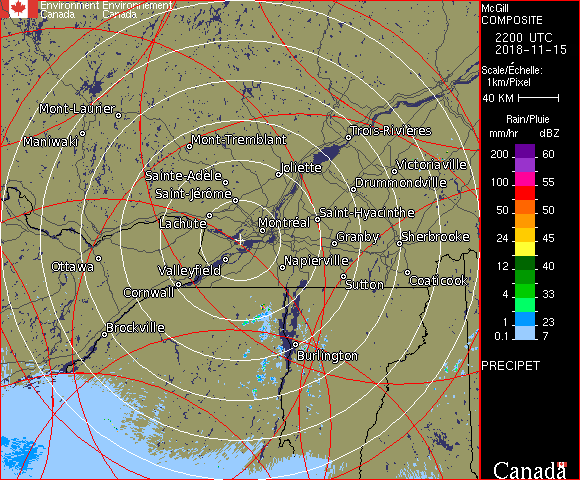 Environment Environnement
Canada Canada
McGill
COMPOSITE
2200 UTC
2018-11-15
Scale/Échelle:
1km/Pixel
40 KM
Rain/Pluie
mm/hr dBZ
200 60
100 55
50 50
24 45
12 40
4 33
1 23
0.1 7
PRECIPET
Canada
Mont-Laurier
Maniwaki
Mont-Tremblant
Trois-Rivières
Sainte-Adèle
Joliette
Victoriaville
Saint-Jérôme
Drummondville
Lachute
Montréal
Saint-Hyacinthe
Granby
Sherbrooke
Ottawa
Valleyfield
Napierville
Cornwall
Sutton
Coaticook
Brockville
Burlington